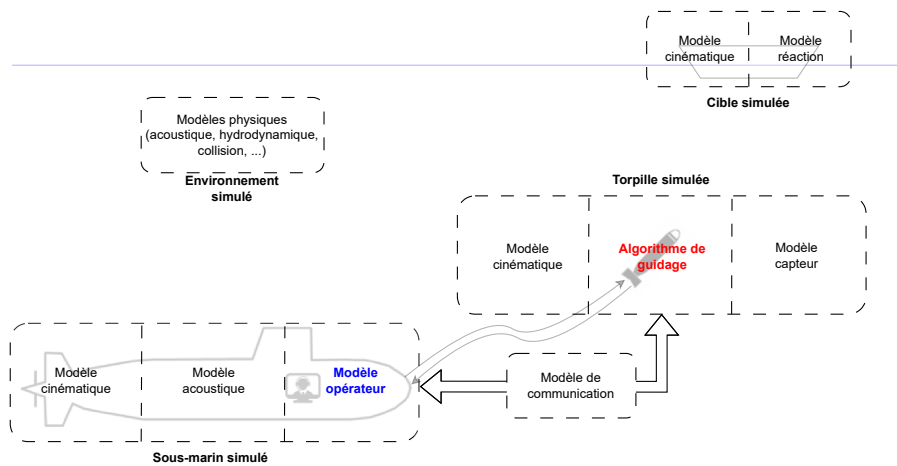 Modèle
cinématique
Modèle
réaction
Cible simulée
Modèles physiques
(acoustique, hydrodynamique,
collision, ...)
Environnement
simulé
Torpille simulée
Modèle
cinématique
Algorithme de
guidage
Modèle
capteur
Modèle
cinématique
Modèle
acoustique
Modèle
opérateur
Modèle de
communication
Sous-marin simulé